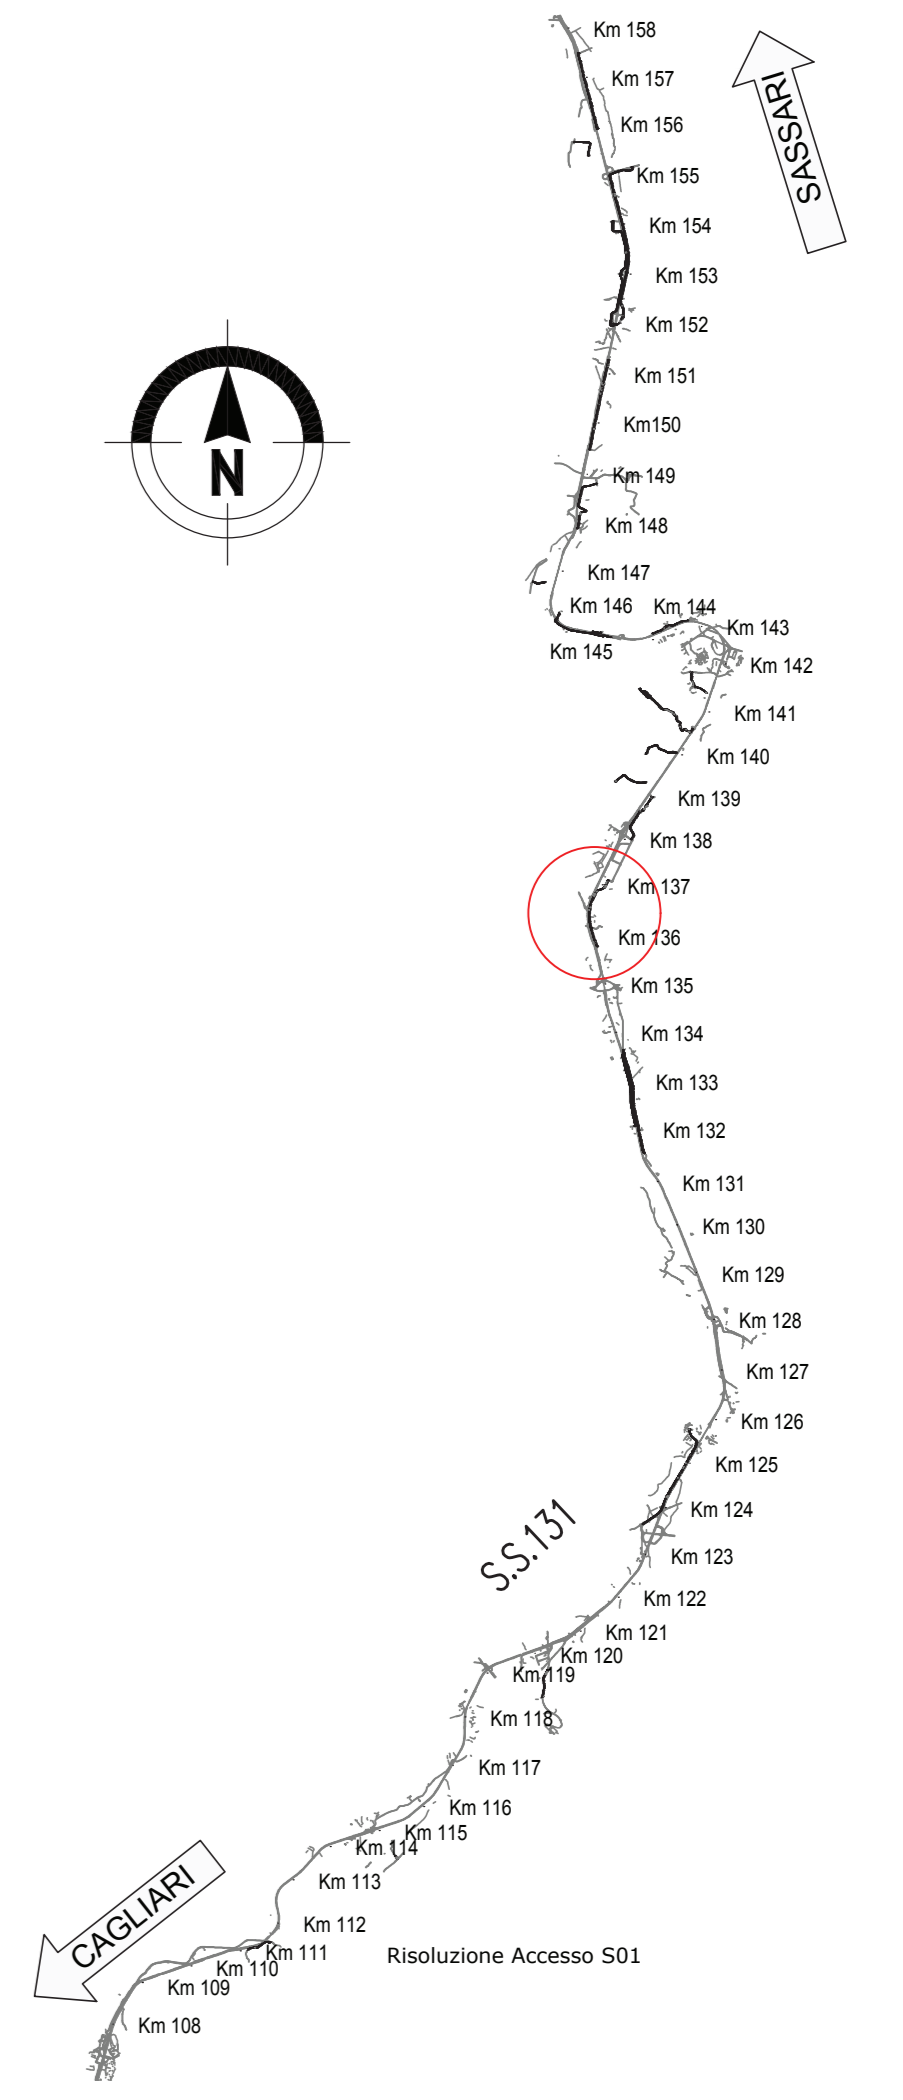 Km 158
Km 157
SASSARI
Km 156
Km 155
Km 154
Km 153
Km 152
Km 151
Km150
N
Km 149
Km 148
Km 147
Km 146
Km 144
Km 143
Km 145
Km 142
Km 141
Km 140
Km 139
Km 138
Km 137
Km 136
Km 135
Km 134
Km 133
Km 132
Km 131
Km 130
Km 129
Km 128
Km 127
Km 126
Km 125
Km 124
S.S.131
Km 123
Km 122
Km 121
Km 120
Km 119
Km 118
Km 117
Km 116
Km 115
Km 114
Km 113
CAGLIARI
Km 112
Km 111
Risoluzione Accesso S01
Km 110
Km 109
Km 108